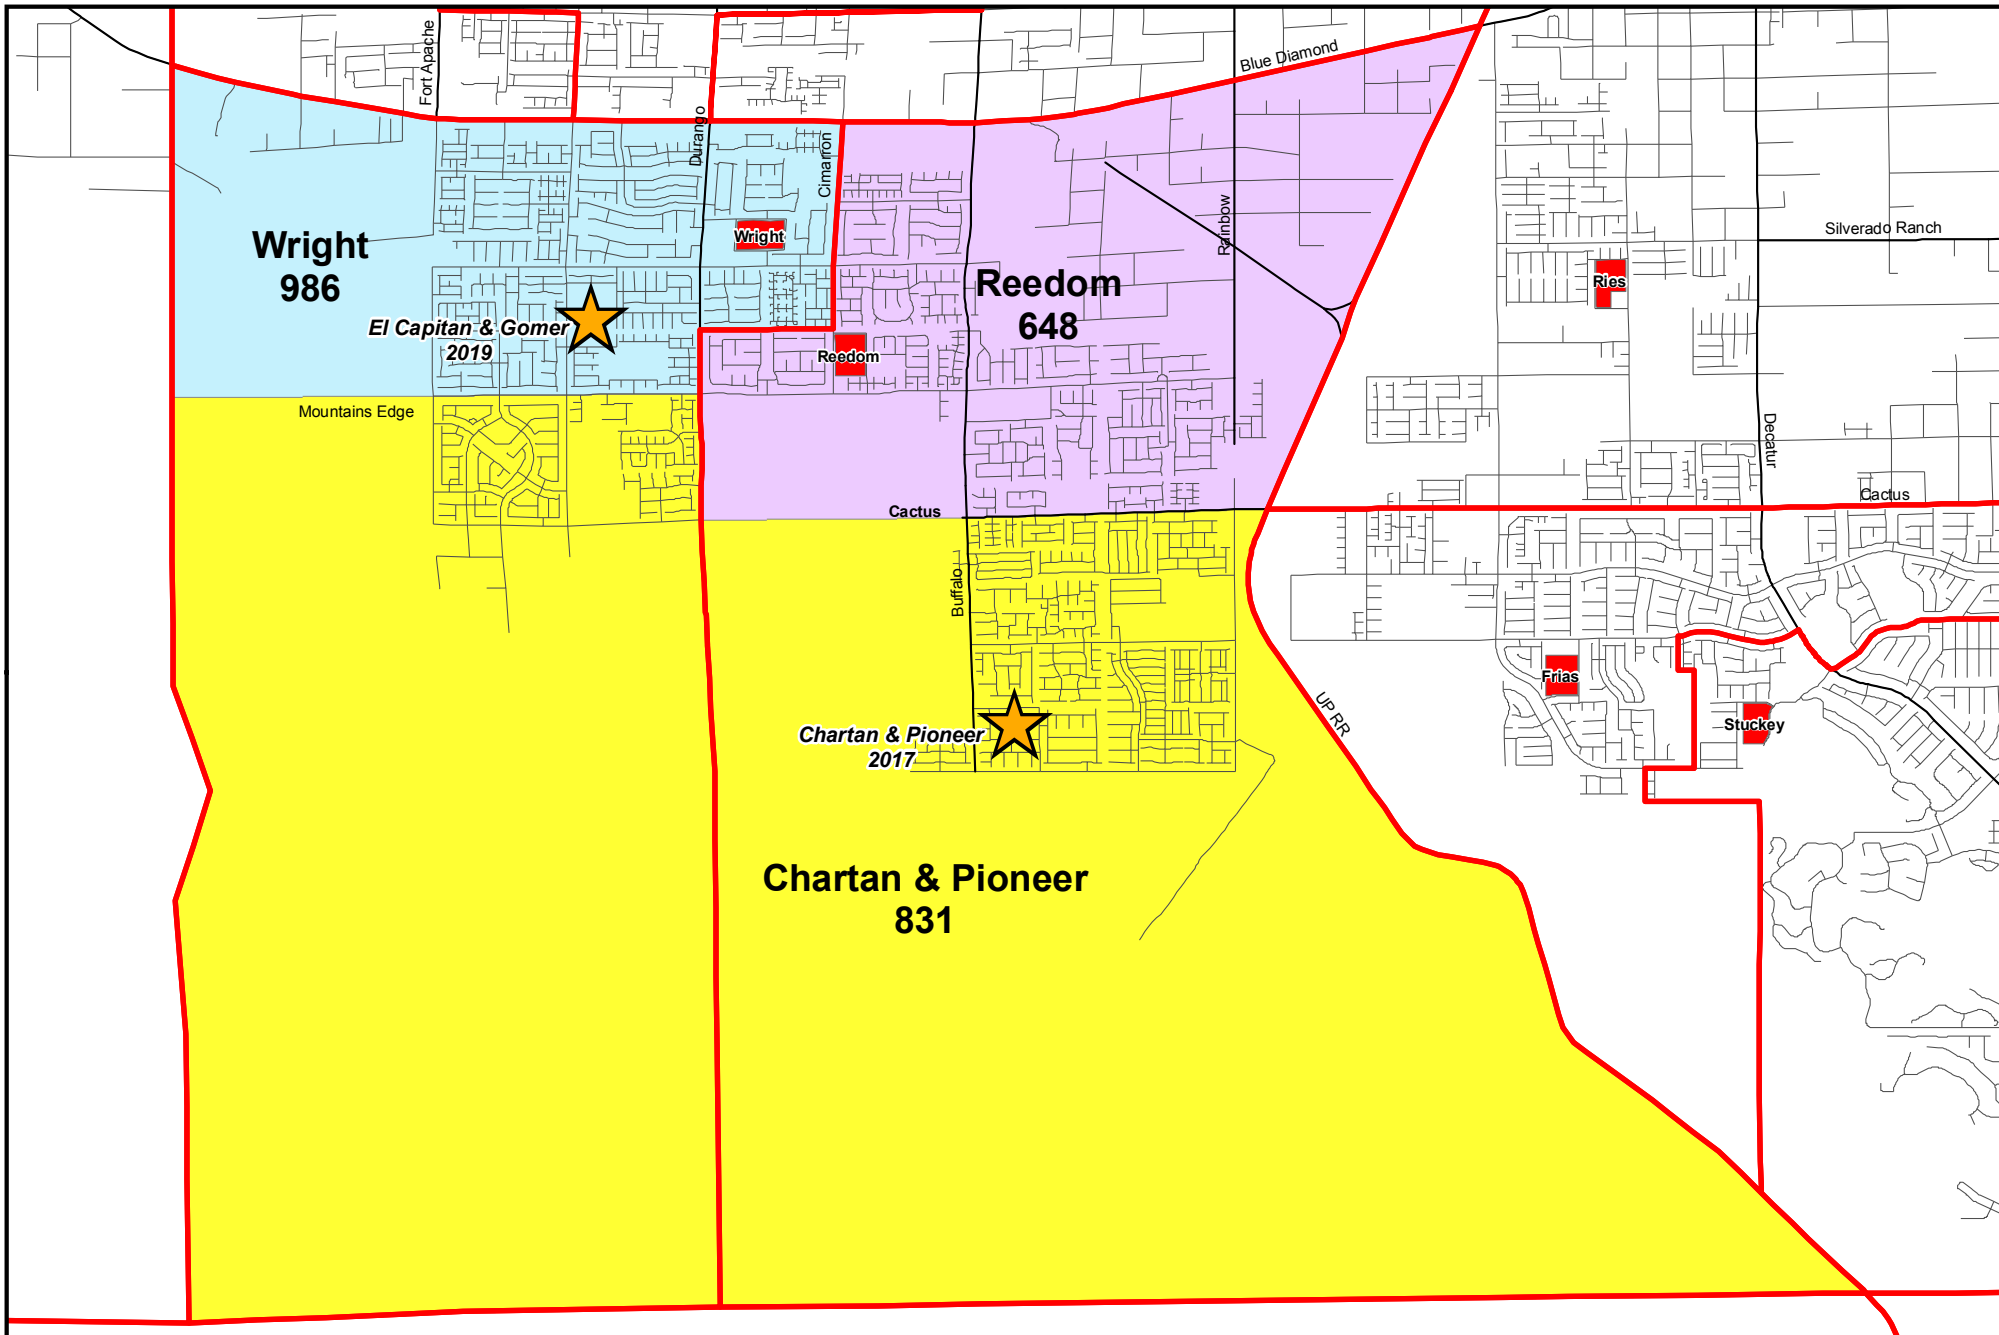 Fort Apache
Blue Diamond
Durango
Cimarron
Rainbow
Silverado Ranch
Wright
986
Wright
Reedom
648
Ries
El Capitan & Gomer
2019
Reedom
Mountains Edge
Decatur
Cactus
Cactus
Buffalo
Frias
UP RR
Stuckey
Chartan & Pioneer
2017
Chartan & Pioneer
831